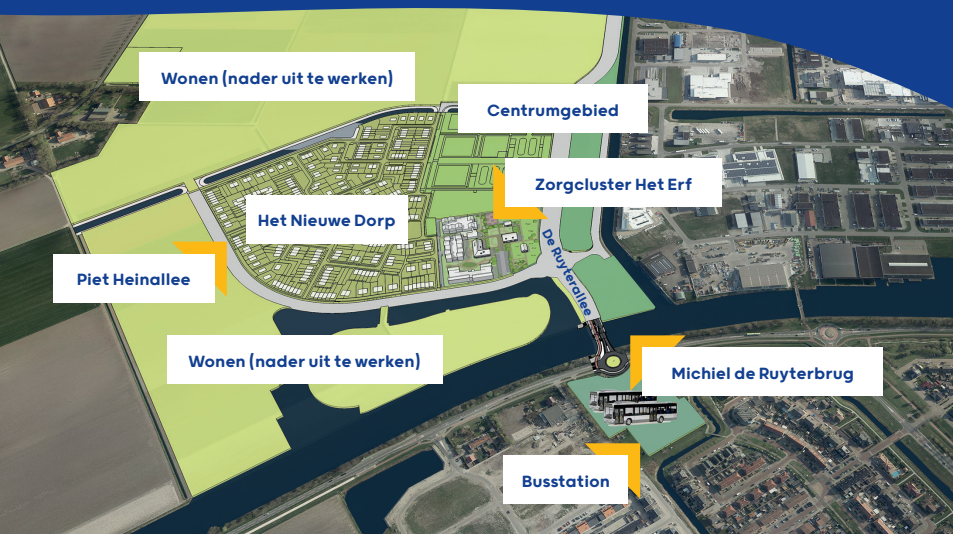 Wonen (nader uit te werken)
Centrumgebied
Zorgcluster Het Erf
Het Nieuwe Dorp
De Ruyterallee
Piet Heinallee
Wonen (nader uit te werken)
Michiel de Ruyterbrug
Busstation